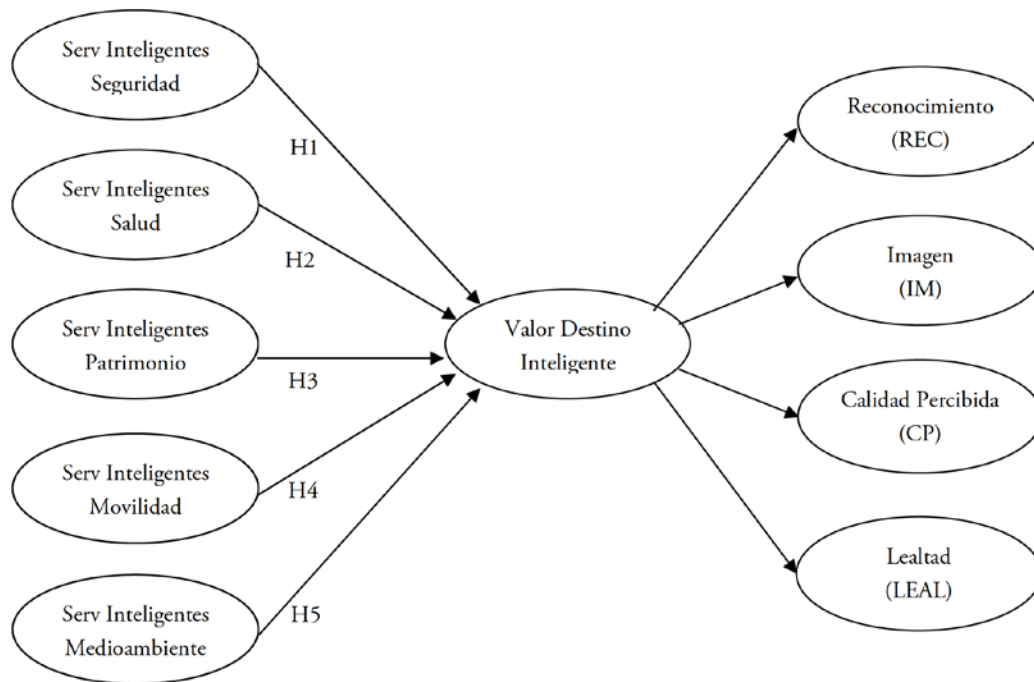 Serv Inteligentes
Seguridad
H1
Serv Inteligentes
Salud
H2
Serv Inteligentes
Patrimonio
H3
Serv Inteligentes
Movilidad
H4
Serv Inteligentes
Medioambiente
H5
Valor Destino
Inteligente
Reconocimiento
(REC)
Imagen
(IM)
Calidad Percibida
(CP)
Lealtad
(LEAL)